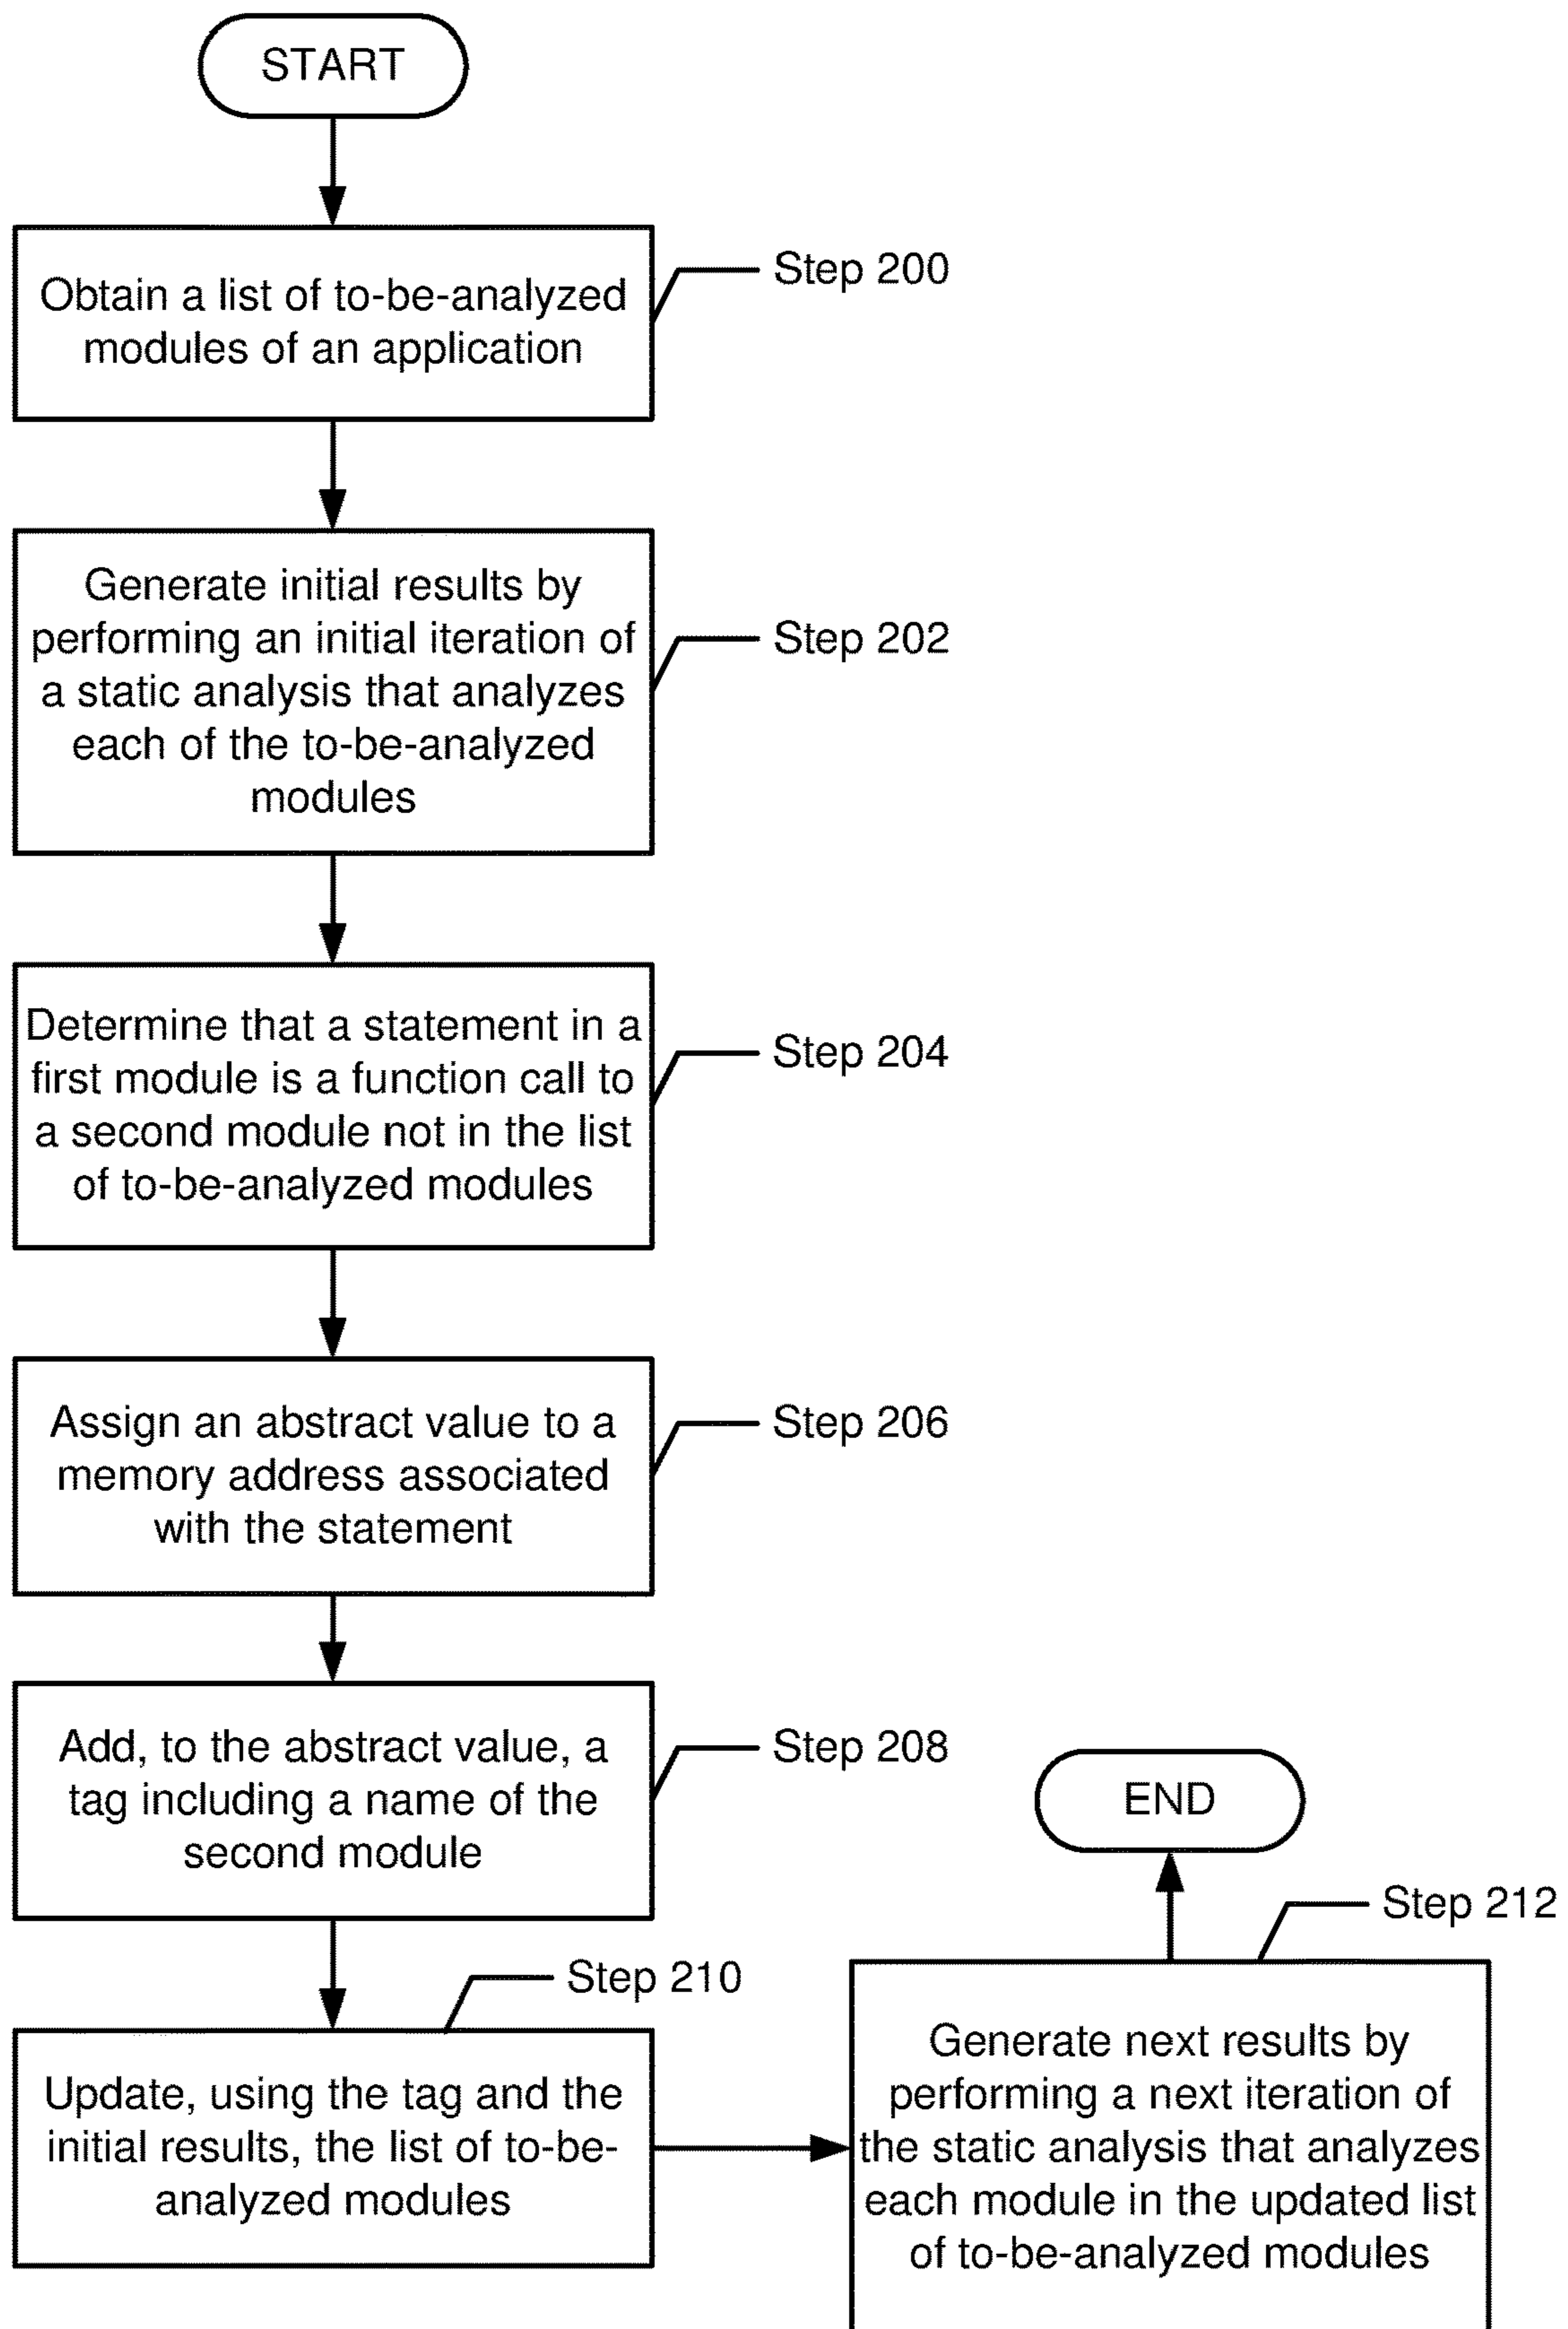 START
Obtain a list of to-be-analyzed
modules of an application
Step 200
Generate initial results by
performing an initial iteration of
a static analysis that analyzes
each of the to-be-analyzed
modules
Step 202
Determine that a statement in a
first module is a function call to
a second module not in the list
of to-be-analyzed modules
Step 204
Assign an abstract value to a
memory address associated
with the statement
Step 206
Add, to the abstract value, a
tag including a name of the
second module
Step 208
Update, using the tag and the
initial results, the list of to-be-
analyzed modules
Step 210
Generate next results by
performing a next iteration of
the static analysis that analyzes
each module in the updated list
of to-be-analyzed modules
Step 212
END